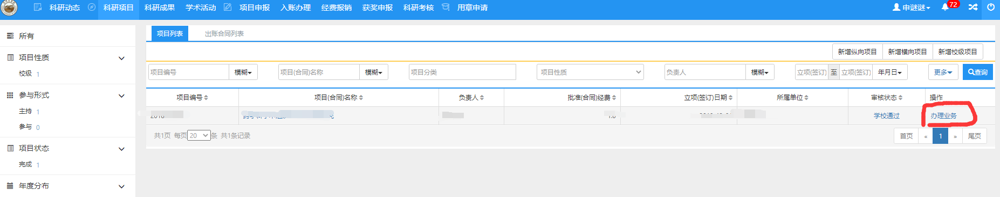 科研动态 科研项目 科研成果 学术活动 项目申报 入账办理 经费报销 获奖申报 科研考核 用章申请 申谜谜 72
所有
项目性质
校级 1
参与形式
主持 1
参与 0
项目状态
完成 1
年度分布
项目列表 出账合同列表
新增纵向项目 新增横向项目 新增校级项目
项目编号 模糊 项目(合同)名称 模糊 项目分类 项目性质 负责人 模糊 立项(签订) 至 立项(签订) 年月日 更多 查询
项目编号 项目(合同)名称 负责人 批准(合同)经费 立项(签订)日期 所属单位 审核状态 操作
2018 1.0 学校通过 办理业务
共1页 每页 20 条 共1条记录 首页 « 1 » 尾页